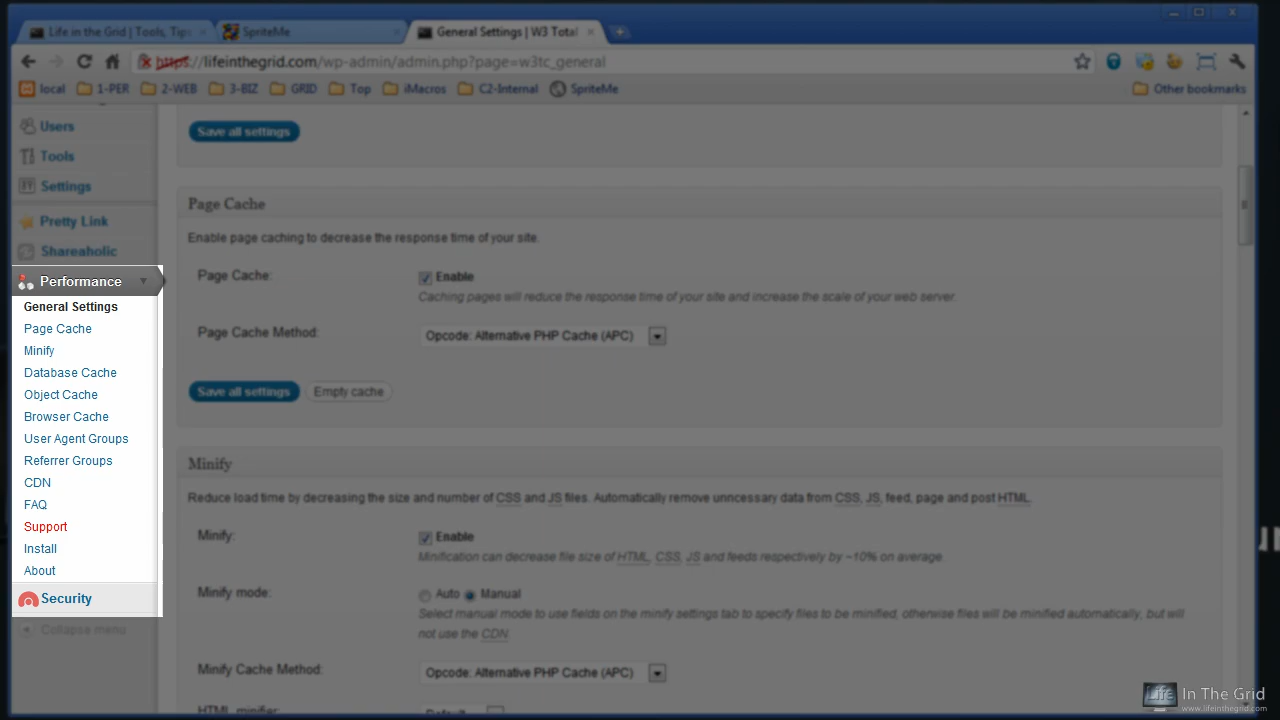 Life in the Grid | Tools, Tips
SpriteMe
General Settings | W3 Total
https://lifeinthegrid.com/wp-admin/admin.php?page=w3tc_general
local 1-PER 2-WEB 3-BIZ GRID Top iMacros C2-Internal SpriteMe Other bookmarks
Users
Tools
Settings
Pretty Link
Shareaholic
Performance
General Settings
Page Cache
Minify
Database Cache
Object Cache
Browser Cache
User Agent Groups
Referrer Groups
CDN
FAQ
Support
Install
About
Security
Collapse menu
Save all settings
Page Cache
Enable page caching to decrease the response time of your site.
Page Cache: Enable
Caching pages will reduce the response time of your site and increase the scale of your web server.
Page Cache Method: Opcode: Alternative PHP Cache (APC)
Save all settings Empty cache
Minify
Reduce load time by decreasing the size and number of CSS and JS files. Automatically remove unncessary data from CSS, JS, feed, page and post HTML.
Minify: Enable
Minification can decrease file size of HTML, CSS, JS and feeds respectively by ~10% on average.
Minify mode: Auto Manual
Select manual mode to use fields on the minify settings tab to specify files to be minified, otherwise files will be minified automatically, but will
not use the CDN.
Minify Cache Method: Opcode: Alternative PHP Cache (APC)
HTML minifier: Default
Life In The Grid
www.lifeinthegrid.com